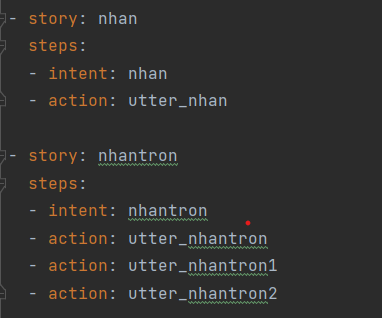 - story: nhan
steps:
- intent: nhan
- action: utter_nhan
- story: nhantron
steps:
- intent: nhantron
- action: utter_nhantron
- action: utter_nhantron1
- action: utter_nhantron2